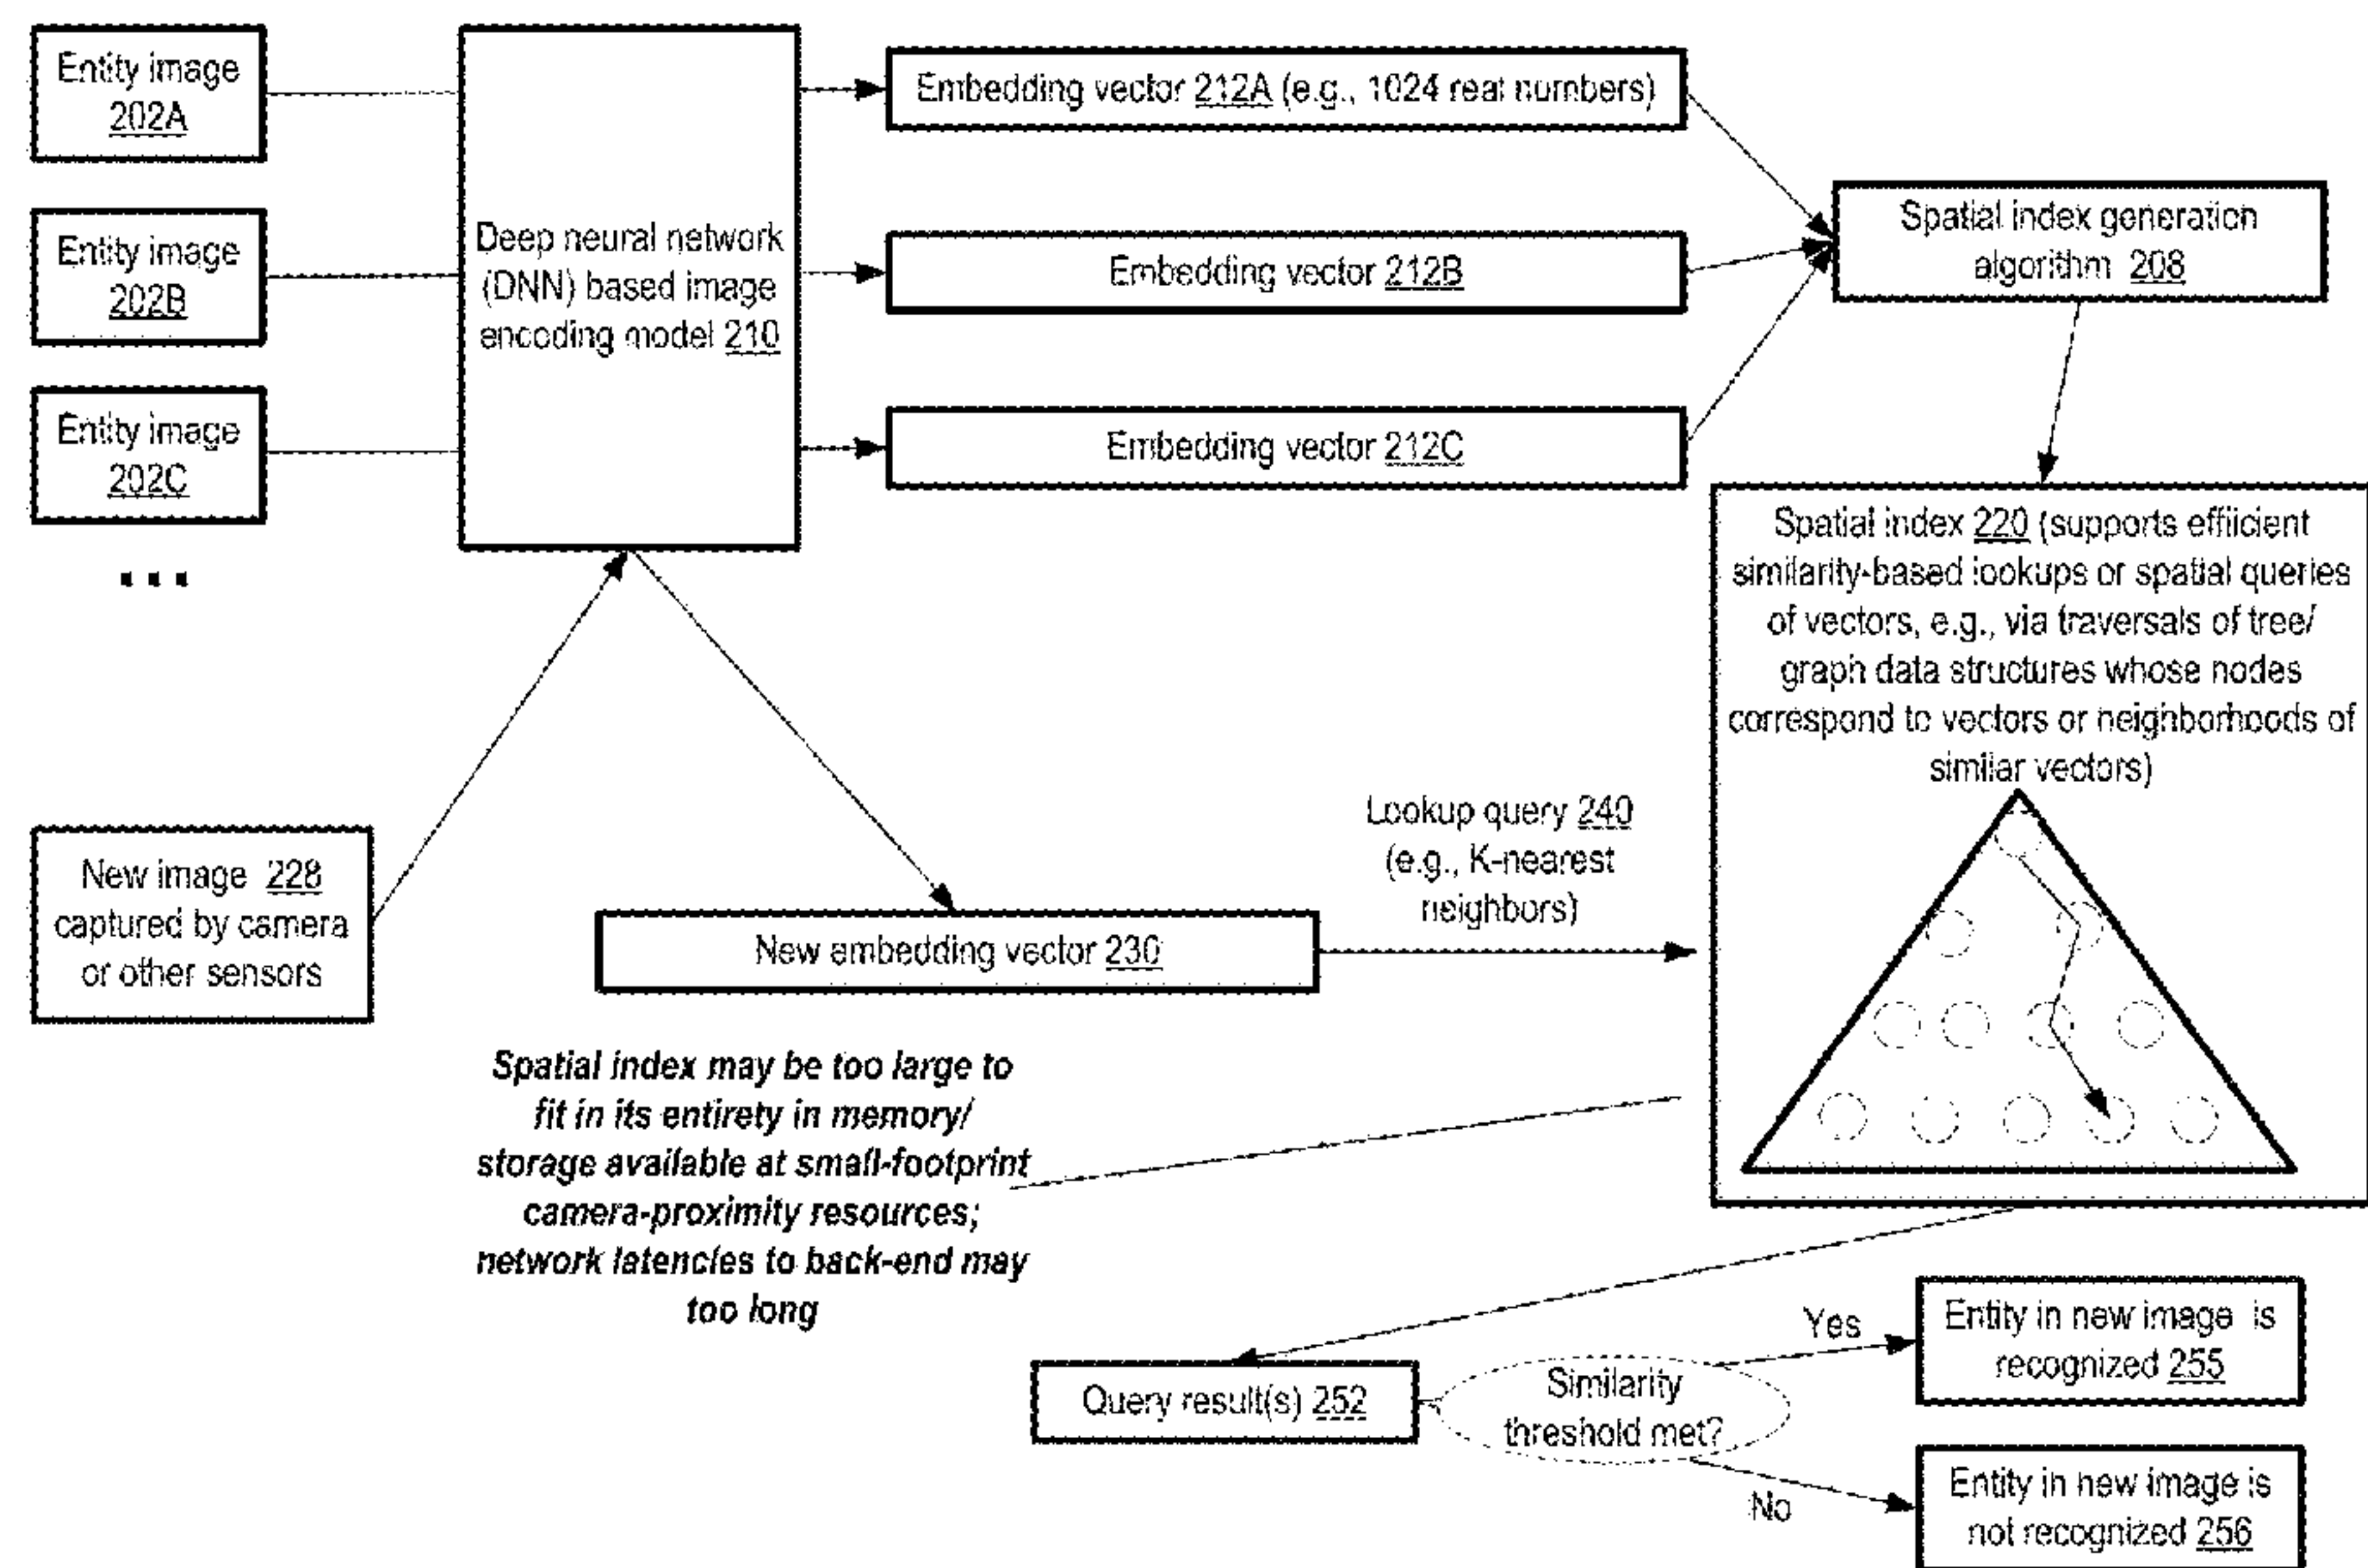 Entity image
202A
Embedding vector 212A (e.g., 1024 real numbers)
Entity image
202B
Deep neural network
(DNN) based image
encoding model 210
Embedding vector 212B
Spatial index generation
algorithm 208
Entity image
202C
Embedding vector 212C
...
Spatial index 220 (supports effiicient
similarity-based lookups or spatial queries
of vectors, e.g., via traversals of tree/
graph data structures whose nodes
correspond to vectors or neighborhoods of
similar vectors)
New image 228
captured by camera
or other sensors
New embedding vector 230
Lookup query 240
(e.g., K-nearest
neighbors)
Spatial index may be too large to
fit in its entirety in memory/
storage available at small-footprint
camera-proximity resources;
network latencies to back-end may
too long
Query result(s) 252
Similarity
threshold met?
Yes
Entity in new image is
recognized 255
No
Entity in new image is
not recognized 256